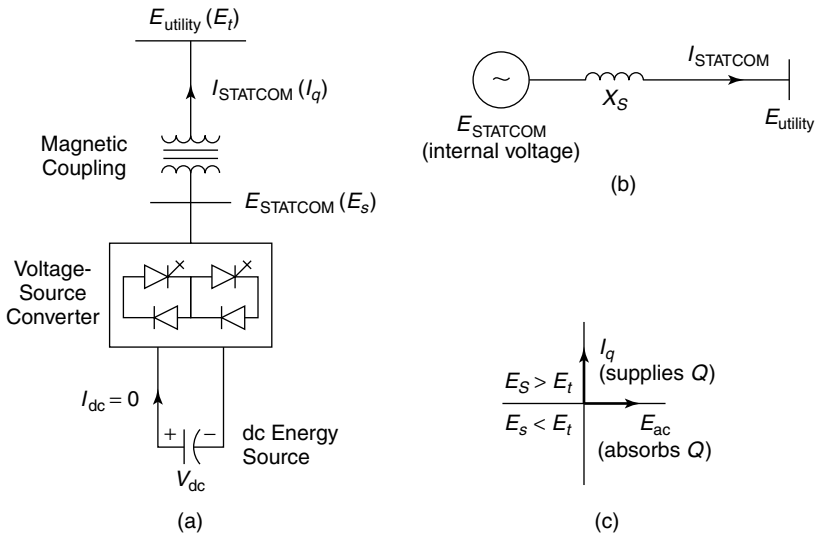 E_utility (E_t)
I_STATCOM (I_q)
Magnetic
Coupling
E_STATCOM (E_s)
Voltage-
Source
Converter
I_dc = 0
+ −
dc Energy
Source
V_dc
(a)
I_STATCOM
~
X_S
E_STATCOM
(internal voltage)
E_utility
(b)
I_q
E_S > E_t
(supplies Q)
E_s < E_t
E_ac
(absorbs Q)
(c)